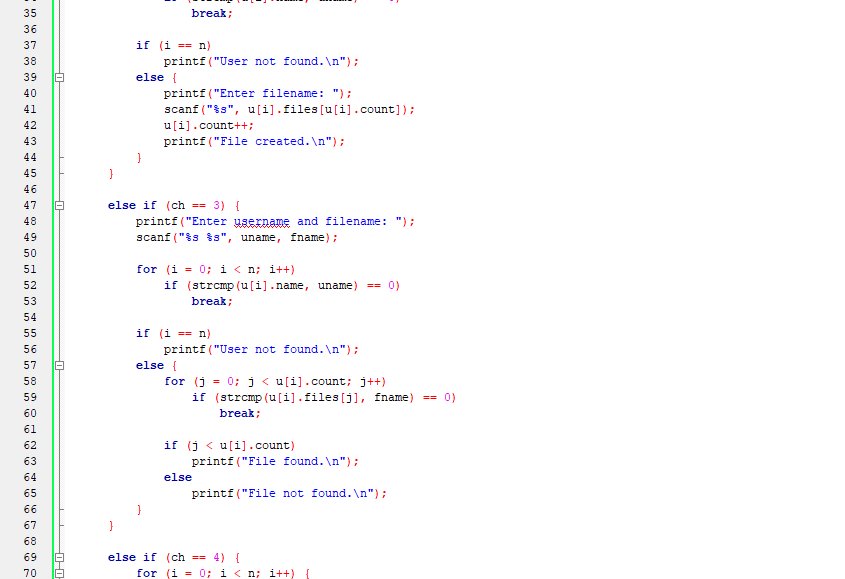 35 break;
36
37 if (i == n)
38 printf("User not found.\n");
39 else {
40 printf("Enter filename: ");
41 scanf("%s", u[i].files[u[i].count]);
42 u[i].count++;
43 printf("File created.\n");
44 }
45 }
46
47 else if (ch == 3) {
48 printf("Enter username and filename: ");
49 scanf("%s %s", uname, fname);
50
51 for (i = 0; i < n; i++)
52 if (strcmp(u[i].name, uname) == 0)
53 break;
54
55 if (i == n)
56 printf("User not found.\n");
57 else {
58 for (j = 0; j < u[i].count; j++)
59 if (strcmp(u[i].files[j], fname) == 0)
60 break;
61
62 if (j < u[i].count)
63 printf("File found.\n");
64 else
65 printf("File not found.\n");
66 }
67 }
68
69 else if (ch == 4) {
70 for (i = 0; i < n; i++) {